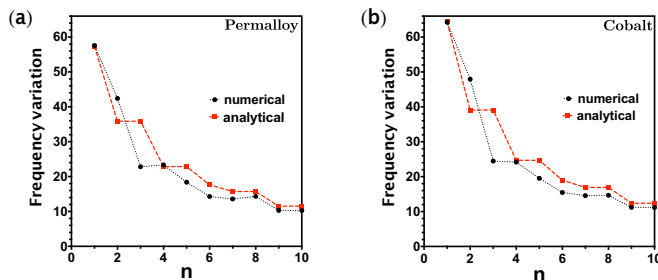 (a)
Permalloy
Frequency variation
60
50
40
30
20
10
0
numerical
analytical
0 2 4 6 8 10
n
(b)
Cobalt
Frequency variation
60
50
40
30
20
10
0
numerical
analytical
0 2 4 6 8 10
n